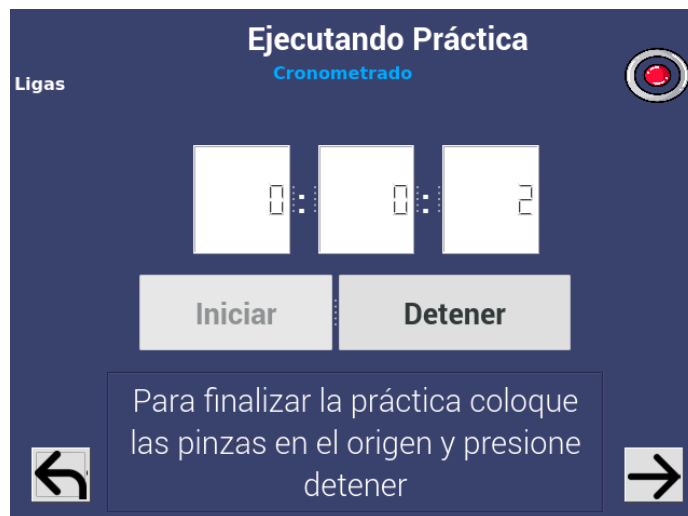 Ejecutando Práctica
Cronometrado
Ligas
0 : 0 : 2
Iniciar Detener
Para finalizar la práctica coloque
las pinzas en el origen y presione
detener